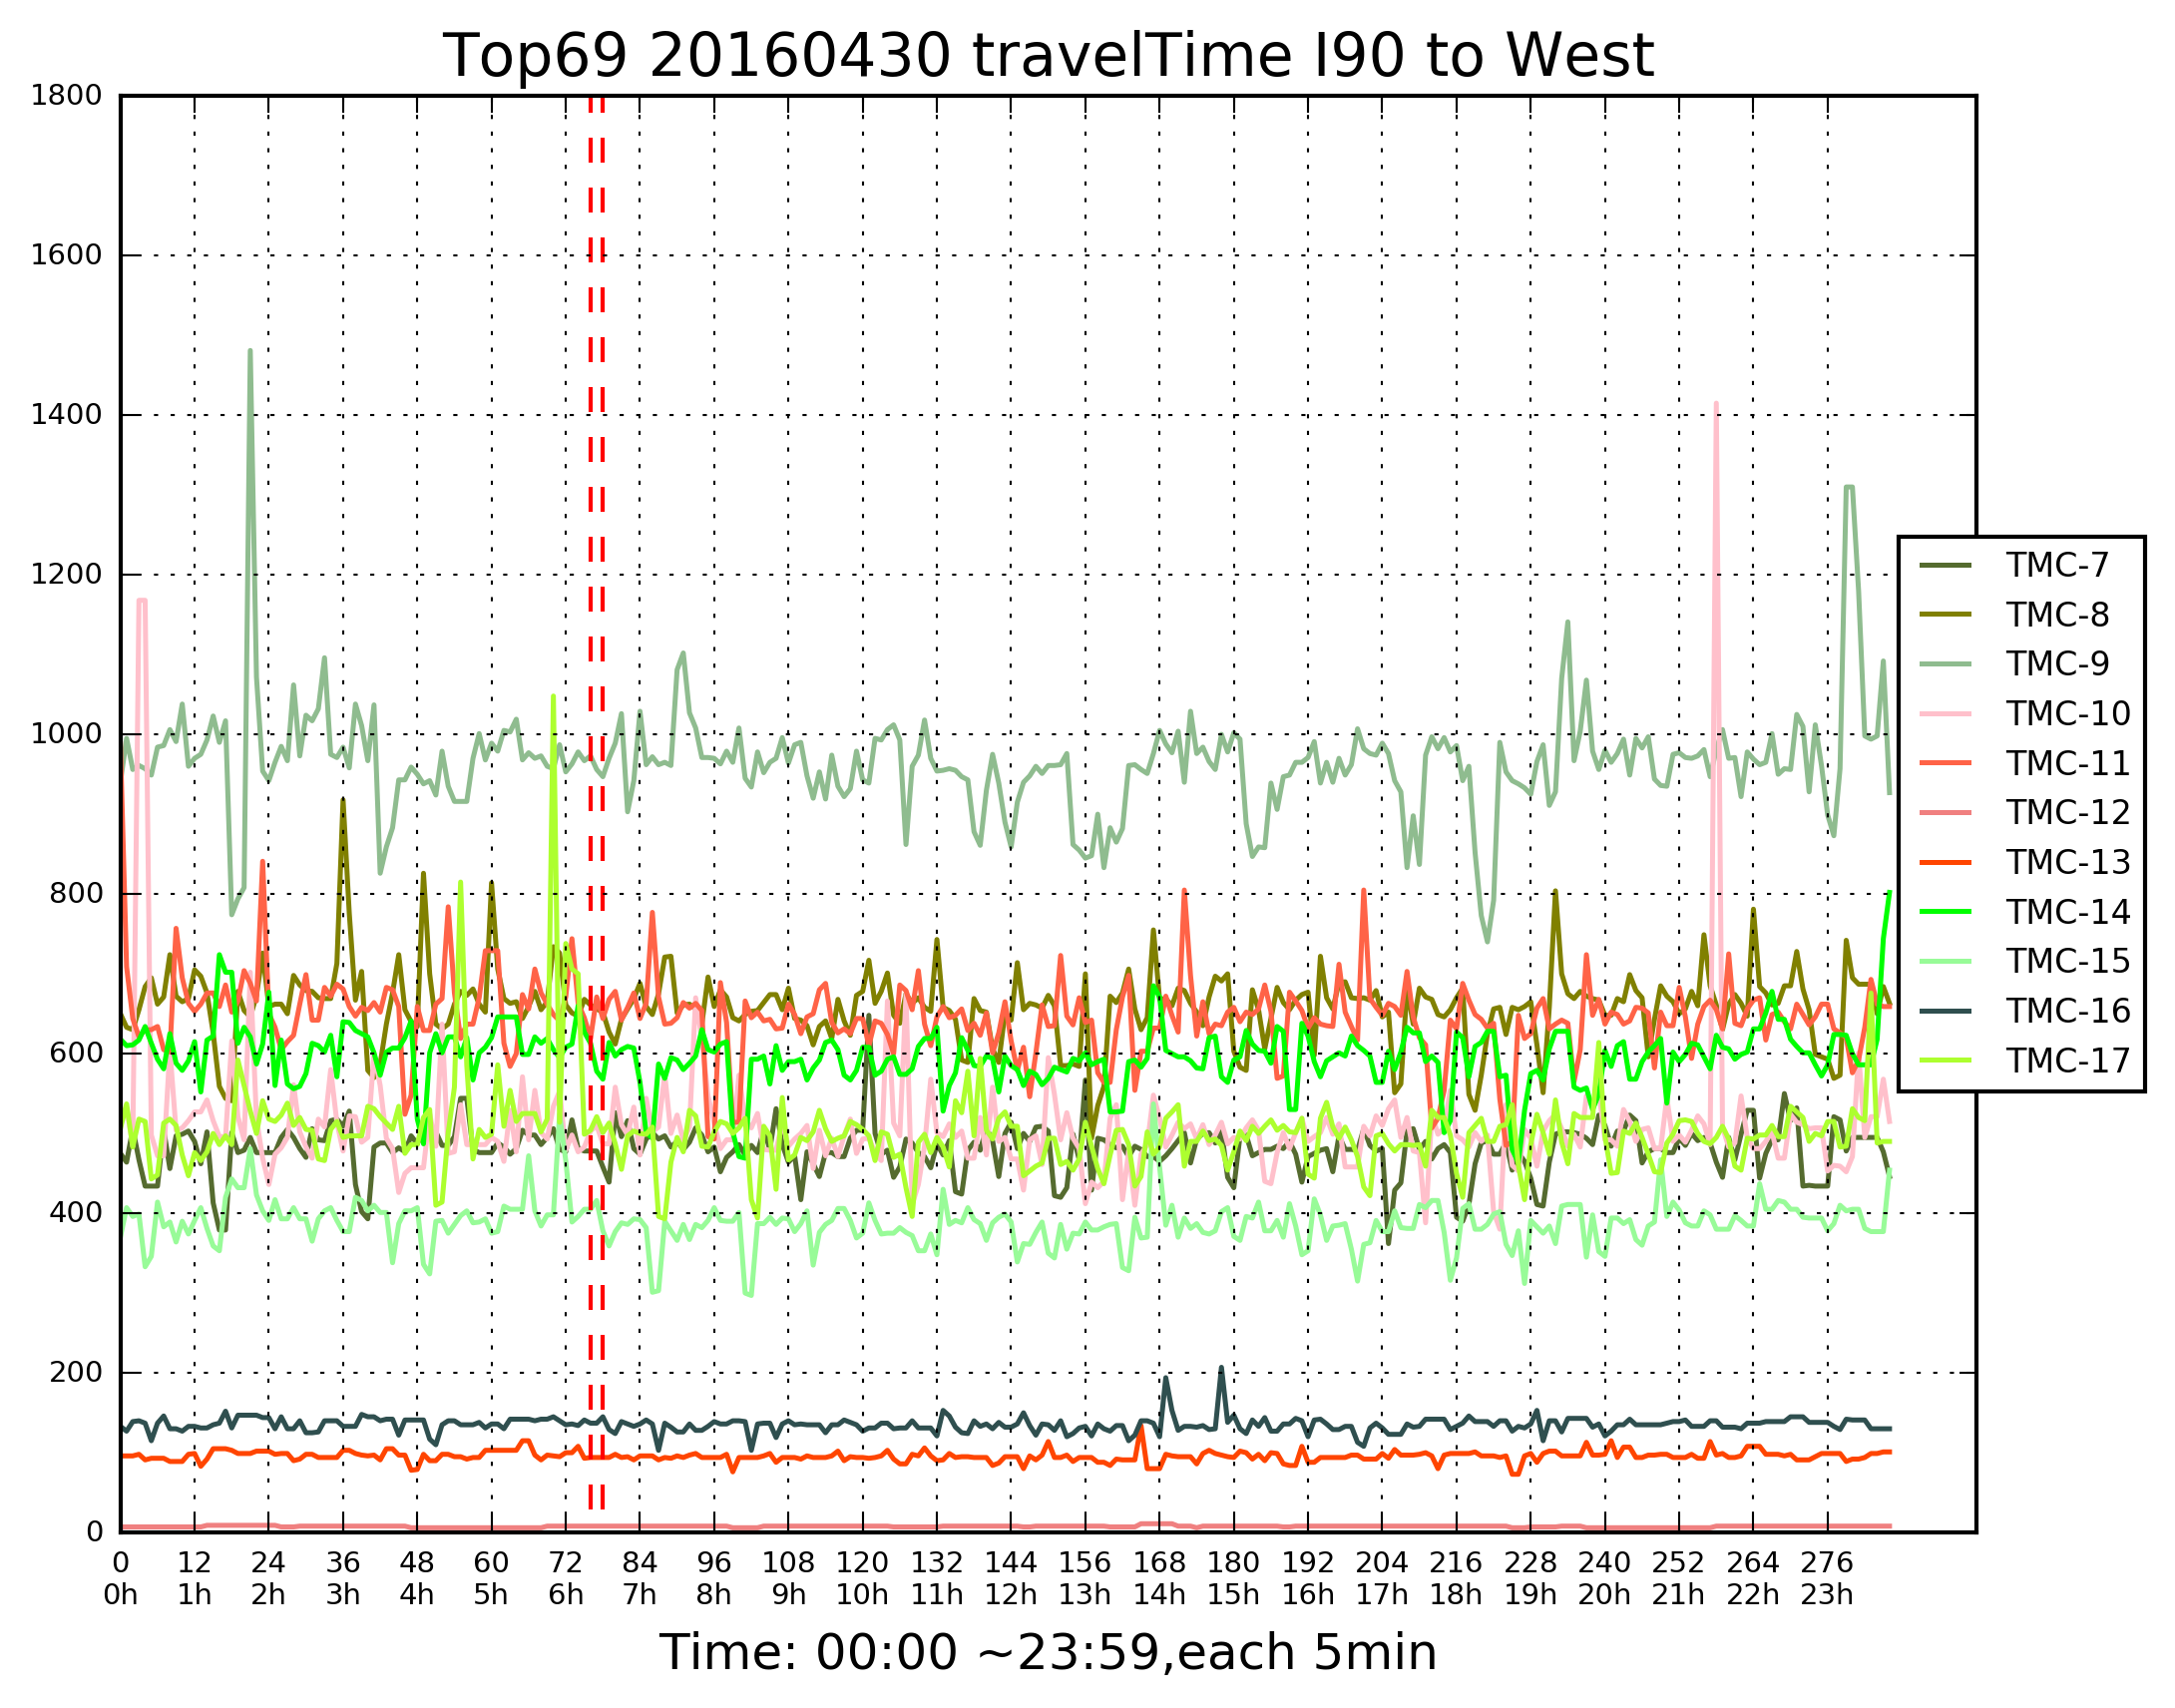 Top69 20160430 travelTime I90 to West
1800
1600
1400
1200
1000
800
600
400
200
0
TMC-7
TMC-8
TMC-9
TMC-10
TMC-11
TMC-12
TMC-13
TMC-14
TMC-15
TMC-16
TMC-17
0 12 24 36 48 60 72 84 96 108 120 132 144 156 168 180 192 204 216 228 240 252 264 276
0h 1h 2h 3h 4h 5h 6h 7h 8h 9h 10h 11h 12h 13h 14h 15h 16h 17h 18h 19h 20h 21h 22h 23h
Time: 00:00 ~23:59,each 5min